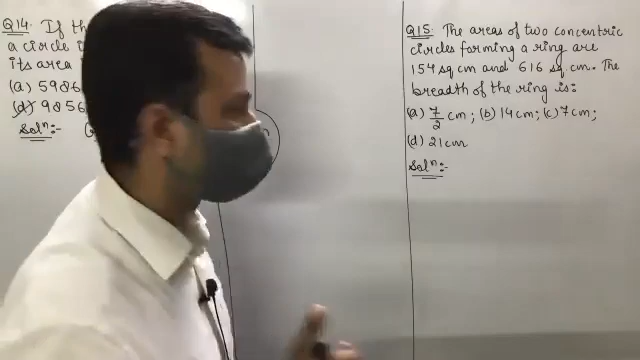 Q14. If th
a circle i
its area
(a) 5986
(d) 9856
Solⁿ:- (
Q15. The areas of two concentric
circles forming a ring are
154 sq cm and 616 sq.cm. The
breadth of the ring is:
(a) 7/2 cm; (b) 14 cm; (c) 7 cm;
(d) 21 cm
Solⁿ:-